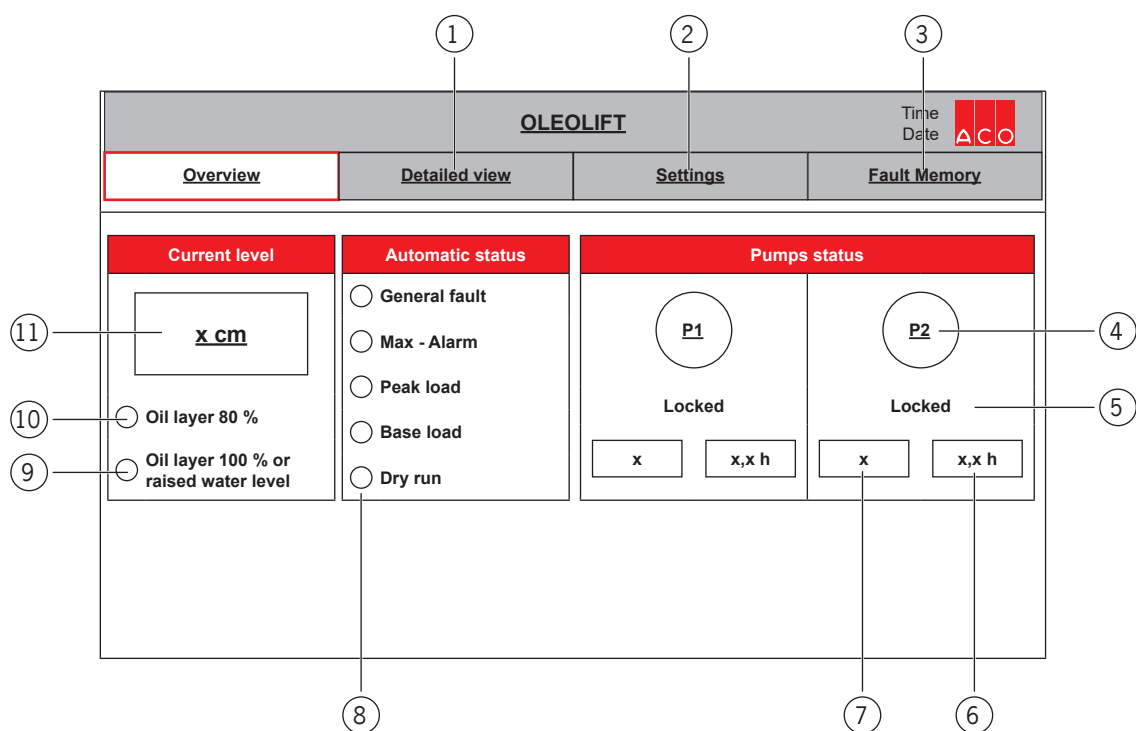 1
2
3
OLEOLIFT
Time
Date
ACO
Overview
Detailed view
Settings
Fault Memory
Current level
Automatic status
Pumps status
x cm
11
Oil layer 80 %
10
Oil layer 100 % or
raised water level
9
General fault
Max - Alarm
Peak load
Base load
Dry run
P1
Locked
x
x,x h
P2
4
Locked
5
x
x,x h
8
7
6